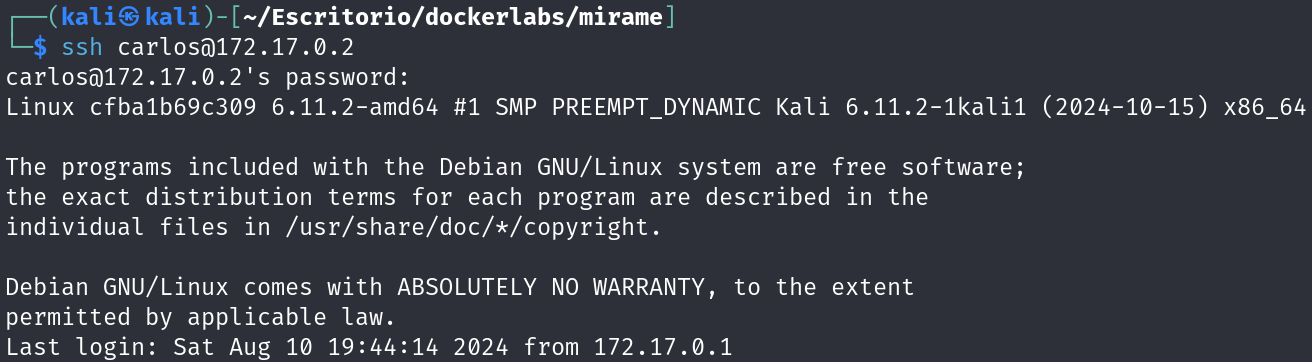 ┌──(kali㉿kali)-[~/Escritorio/dockerlabs/mirame]
└─$ ssh carlos@172.17.0.2
carlos@172.17.0.2's password:
Linux cfba1b69c309 6.11.2-amd64 #1 SMP PREEMPT_DYNAMIC Kali 6.11.2-1kali1 (2024-10-15) x86_64
The programs included with the Debian GNU/Linux system are free software;
the exact distribution terms for each program are described in the
individual files in /usr/share/doc/*/copyright.
Debian GNU/Linux comes with ABSOLUTELY NO WARRANTY, to the extent
permitted by applicable law.
Last login: Sat Aug 10 19:44:14 2024 from 172.17.0.1